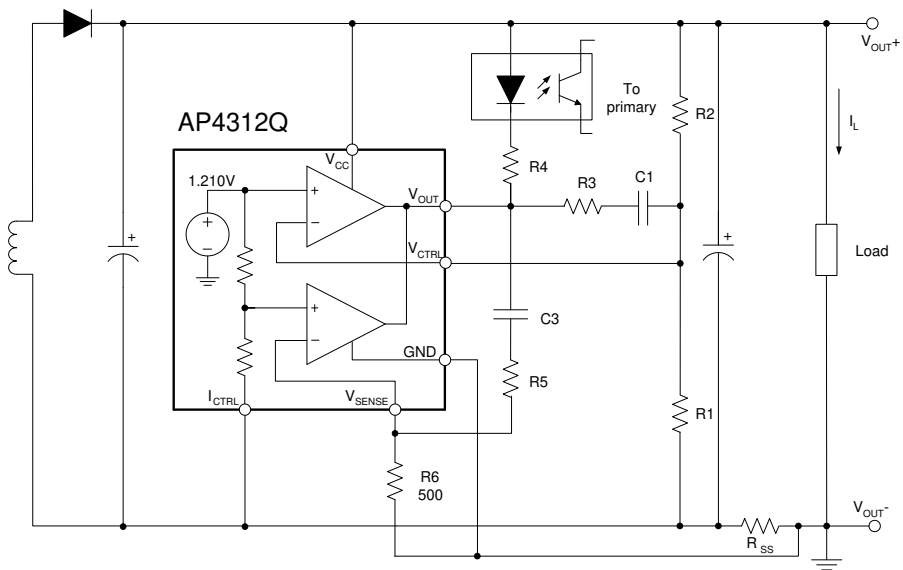 VOUT+
To
primary
R2
IL
AP4312Q
VCC
R4
1.210V
+
+
C1
R3
VOUT
+
−
−
VCTRL
+
+
Load
+
C3
−
GND
R5
ICTRL
VSENSE
R1
R6
500
VOUT-
RSS